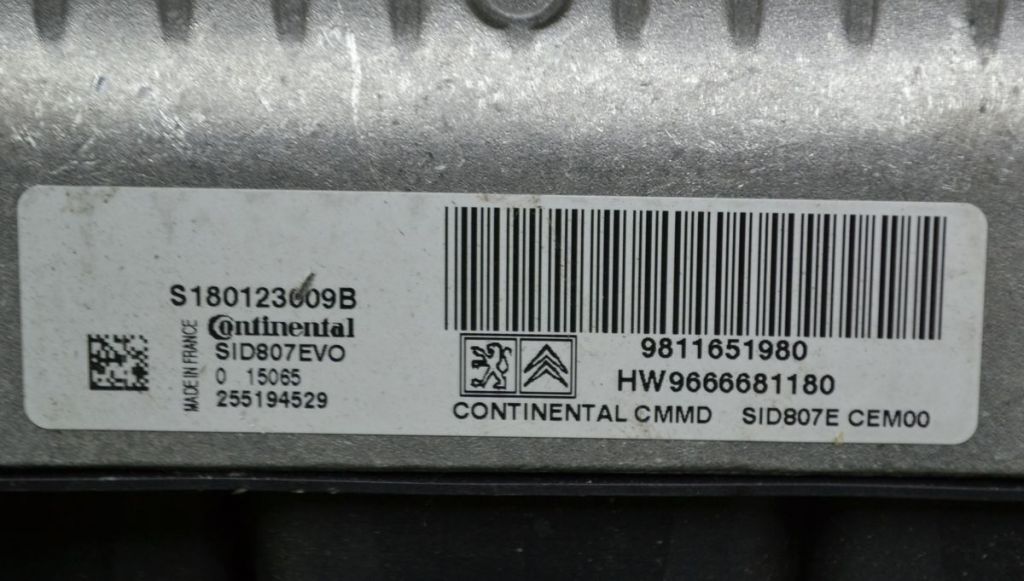 S180123009B
Continental
MADE IN FRANCE
SID807EVO
0 15065
255194529
9811651980
HW9666681180
CONTINENTAL CMMD SID807E CEM00